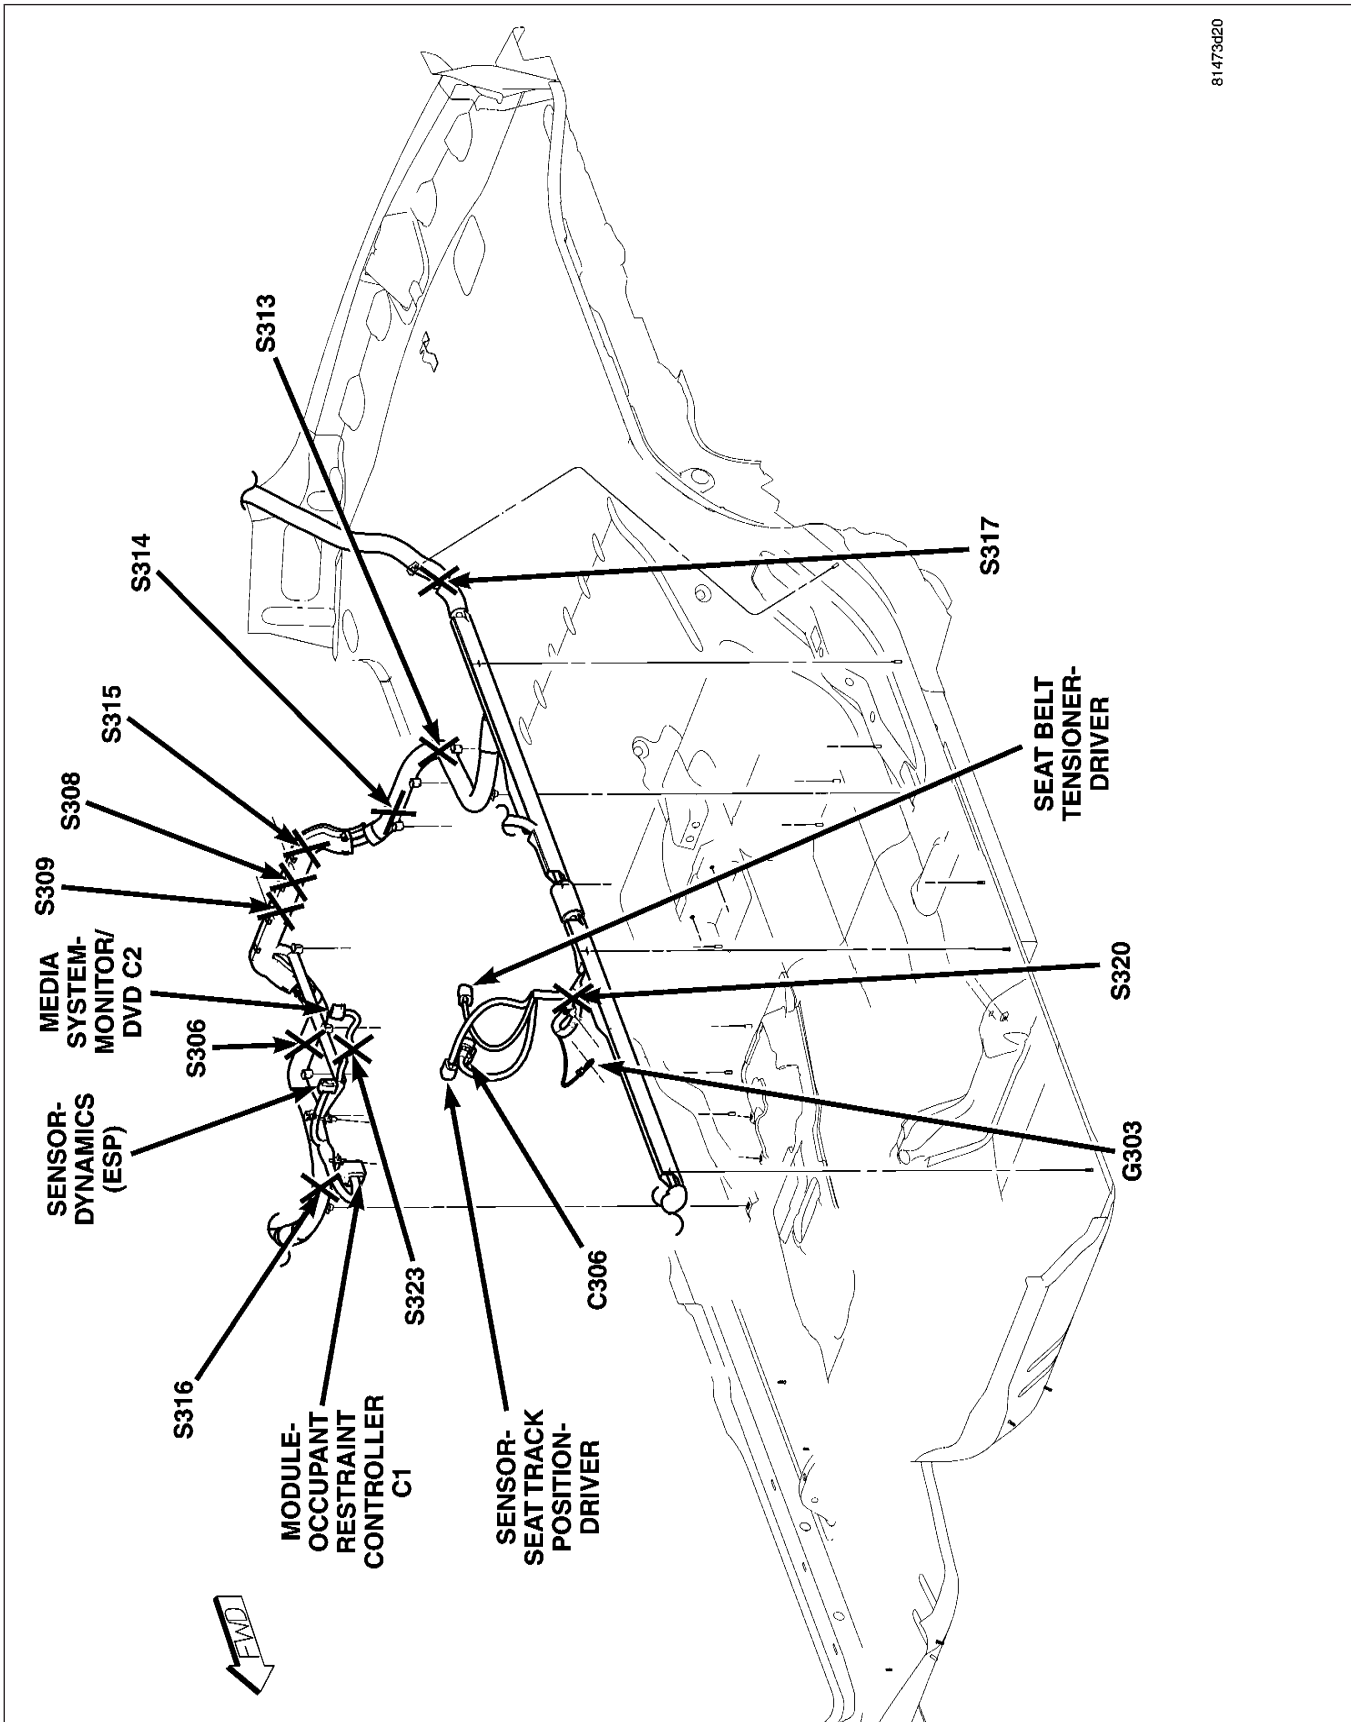 81473d20
S313
S314
S315
S308
S309
MEDIA
SYSTEM-
MONITOR/
DVD C2
S306
SENSOR-
DYNAMICS
(ESP)
S316
MODULE-
OCCUPANT
RESTRAINT
CONTROLLER
C1
S323
SENSOR-
SEAT TRACK
POSITION-
DRIVER
C306
S317
SEAT BELT
TENSIONER-
DRIVER
S320
G303
FWD